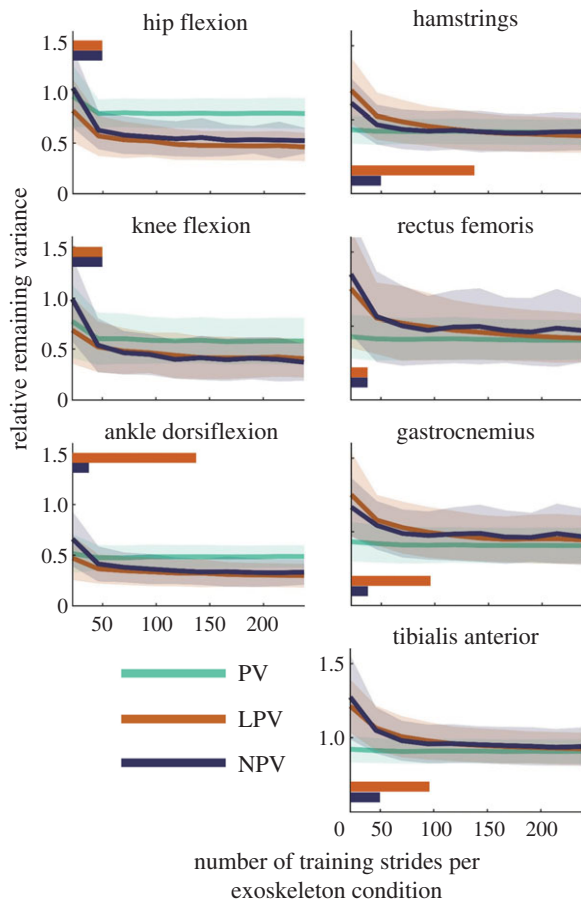 hip flexion
hamstrings
1.5
1.0
0.5
0
knee flexion
rectus femoris
1.5
1.0
0.5
0
relative remaining variance
ankle dorsiflexion
gastrocnemius
1.5
1.0
0.5
0
50 100 150 200
tibialis anterior
1.5
1.0
PV
LPV
NPV
0 50 100 150 200
number of training strides per
exoskeleton condition